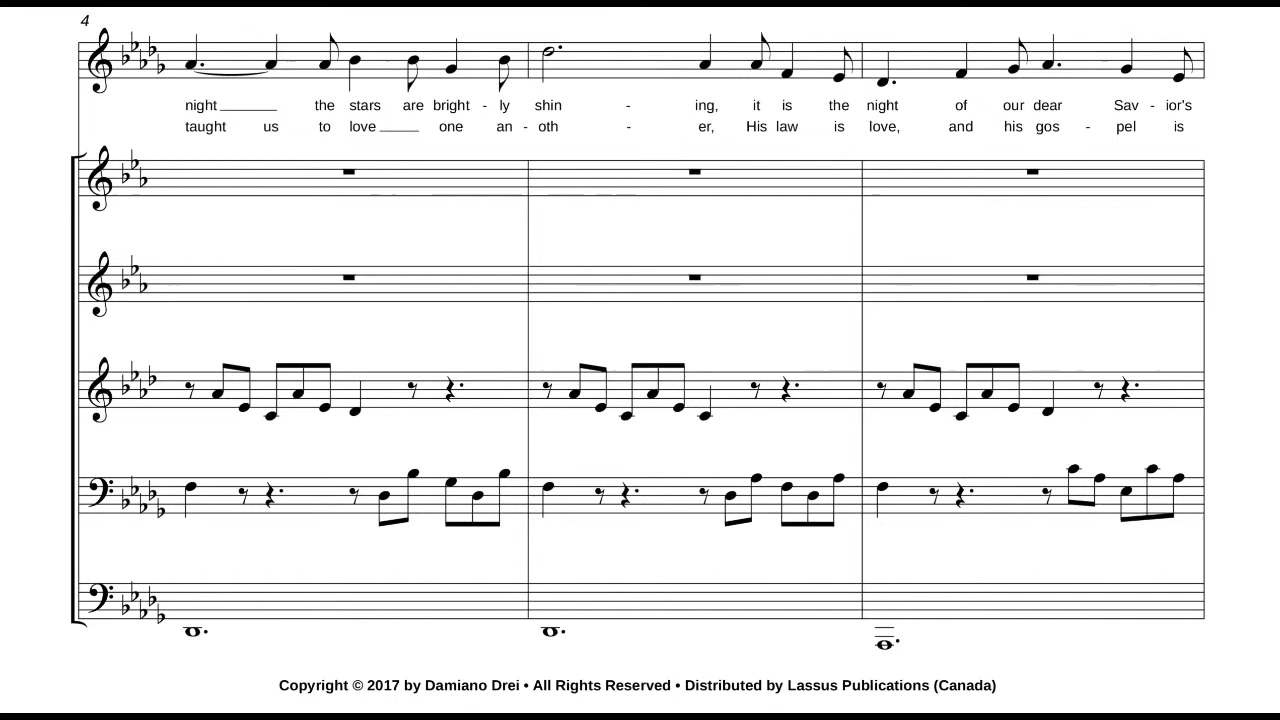 4
night the stars are bright - ly shin - ing, it is the night of our dear Sav - ior's
taught us to love one an - oth - er, His law is love, and his gos - pel is
Copyright © 2017 by Damiano Drei • All Rights Reserved • Distributed by Lassus Publications (Canada)